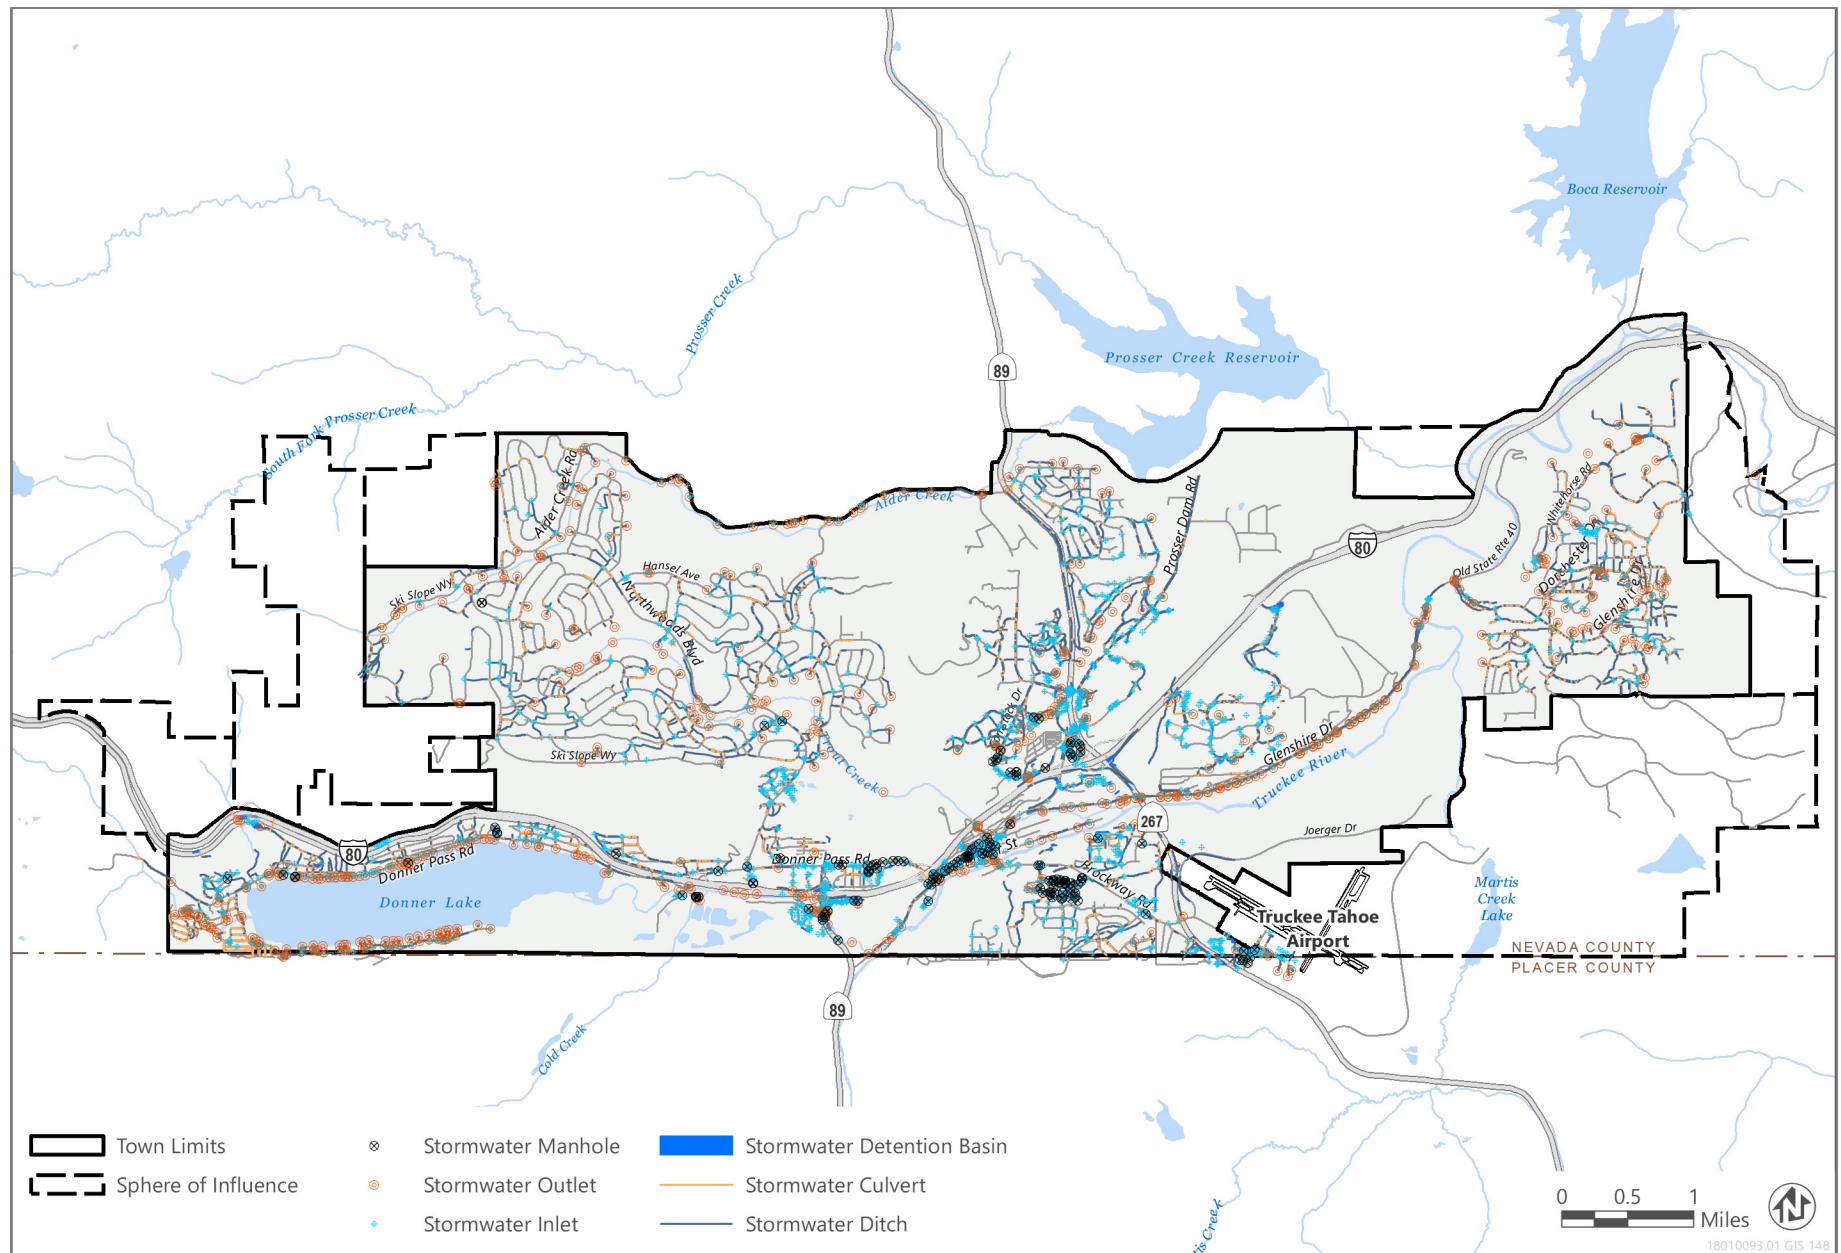 Boca Reservoir
Prosser Creek
Prosser Creek Reservoir
89
South Fork Prosser Creek
Alder Creek Rd
Alder Creek
Prosser Dam Rd
Whitehorse Rd
80
Old State Rte 40
Dorchester Dr
Glenshire Dr
Hansel Ave
Ski Slope Wy
Northwoods Blvd
Ski Slope Wy
Trout Creek
Glenshire Dr
Truckee River
267
Joerger Dr
80
Donner Pass Rd
Donner Pass Rd
St
Brockway Rd
Donner Lake
Martis
Creek
Lake
Truckee Tahoe
Airport
NEVADA COUNTY
PLACER COUNTY
89
Cold Creek
Town Limits
Sphere of Influence
Stormwater Manhole
Stormwater Outlet
Stormwater Inlet
Stormwater Detention Basin
Stormwater Culvert
Stormwater Ditch
0 0.5 1
Miles
N
18010093.01 GIS 148